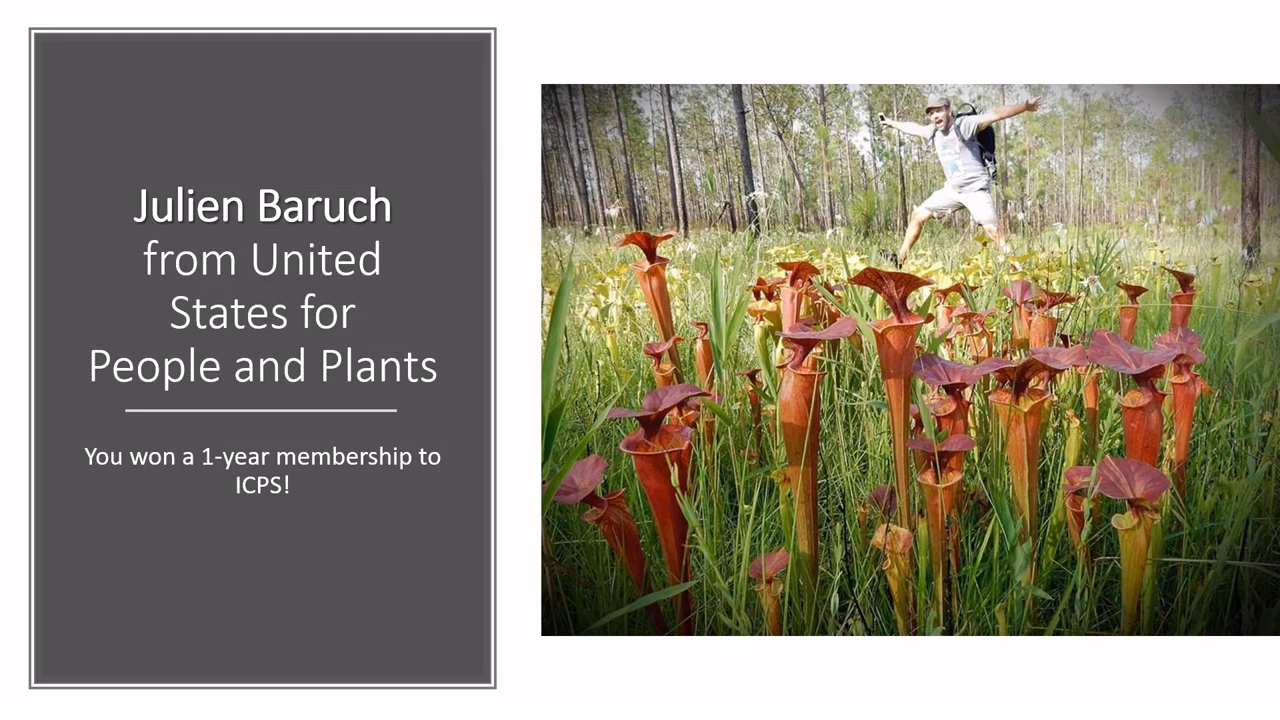 Julien Baruch
from United
States for
People and Plants
You won a 1-year membership to
ICPS!